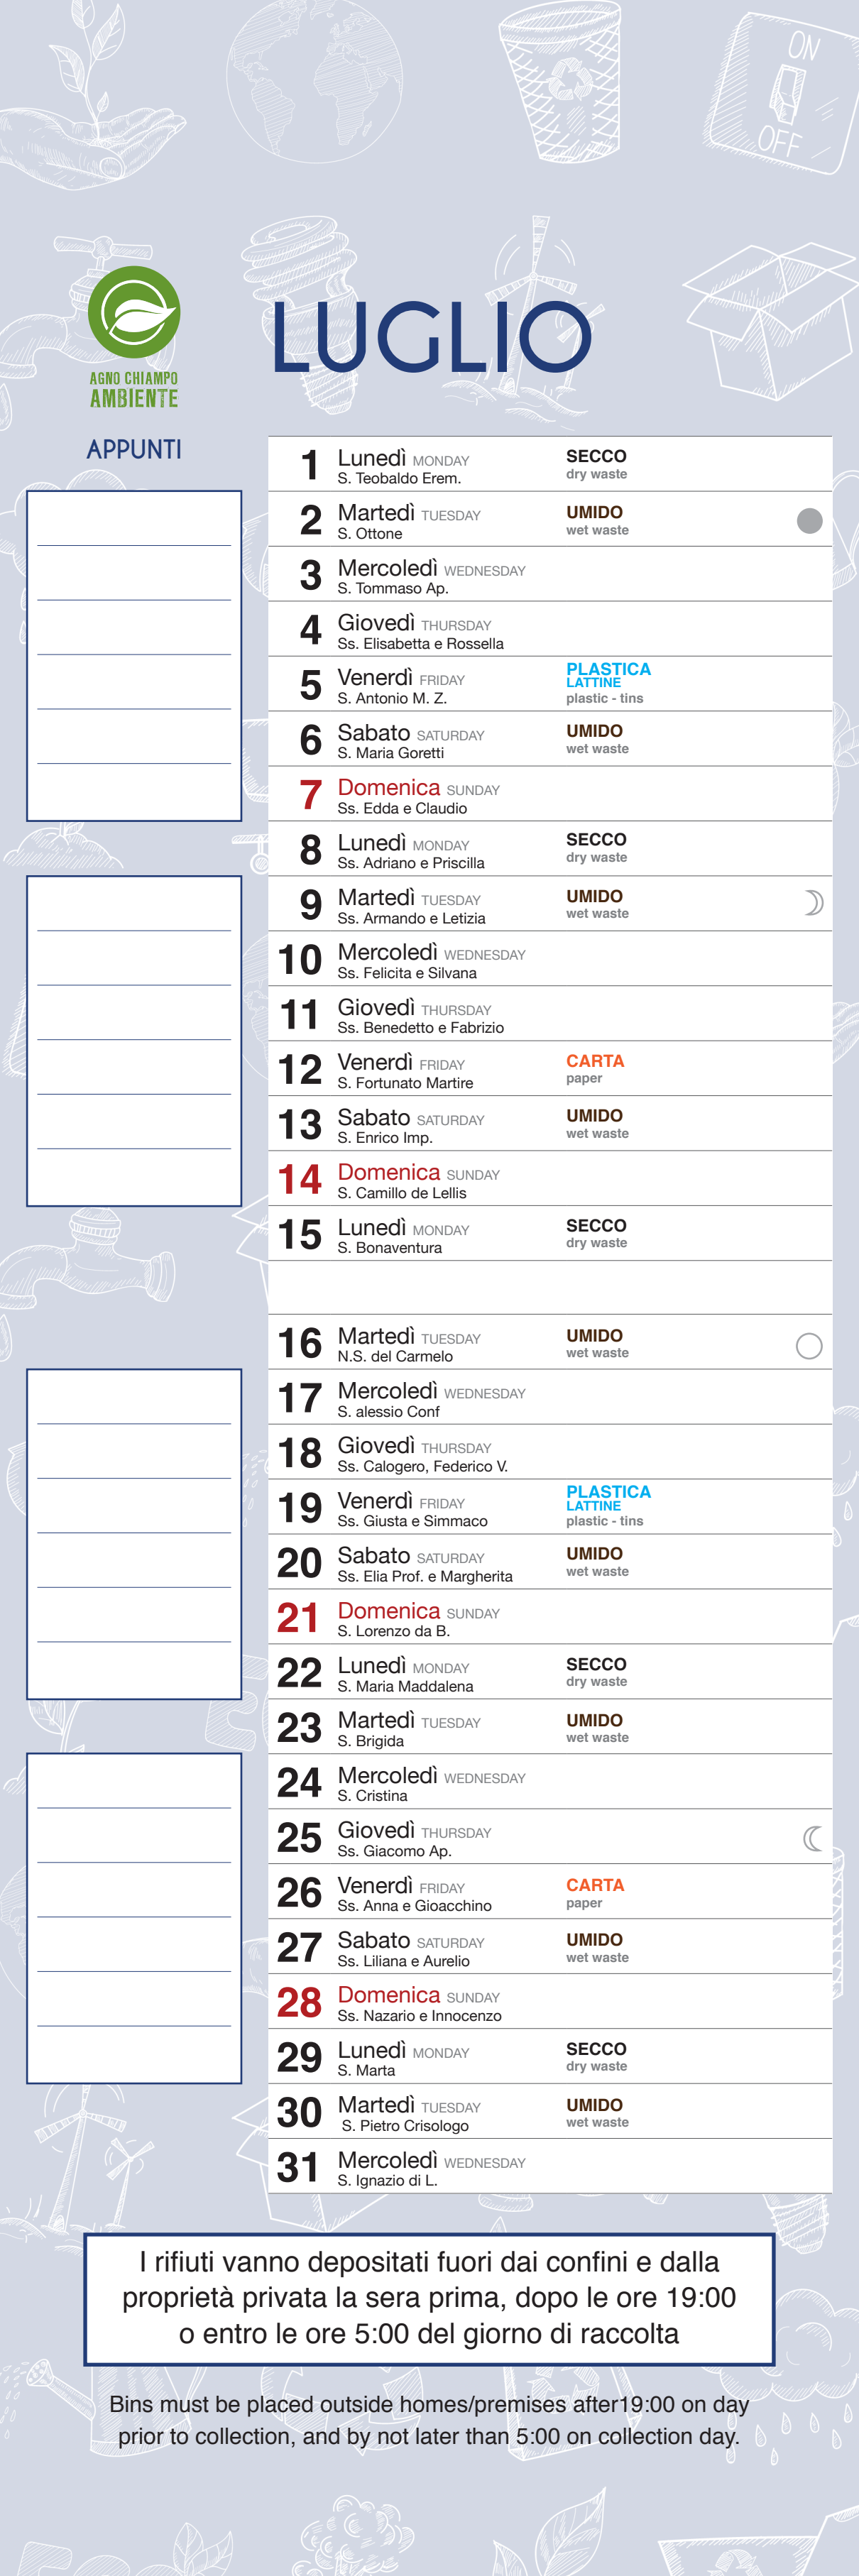 ON
OFF
AGNO CHIAMPO
AMBIENTE
LUGLIO
APPUNTI
1 Lunedì MONDAY SECCO
S. Teobaldo Erem. dry waste
2 Martedì TUESDAY UMIDO
S. Ottone wet waste
3 Mercoledì WEDNESDAY
S. Tommaso Ap.
4 Giovedì THURSDAY
Ss. Elisabetta e Rossella
5 Venerdì FRIDAY PLASTICA
LATTINE
S. Antonio M. Z. plastic - tins
6 Sabato SATURDAY UMIDO
S. Maria Goretti wet waste
7 Domenica SUNDAY
Ss. Edda e Claudio
8 Lunedì MONDAY SECCO
Ss. Adriano e Priscilla dry waste
9 Martedì TUESDAY UMIDO
Ss. Armando e Letizia wet waste
10 Mercoledì WEDNESDAY
Ss. Felicita e Silvana
11 Giovedì THURSDAY
Ss. Benedetto e Fabrizio
12 Venerdì FRIDAY CARTA
S. Fortunato Martire paper
13 Sabato SATURDAY UMIDO
S. Enrico Imp. wet waste
14 Domenica SUNDAY
S. Camillo de Lellis
15 Lunedì MONDAY SECCO
S. Bonaventura dry waste
16 Martedì TUESDAY UMIDO
N.S. del Carmelo wet waste
17 Mercoledì WEDNESDAY
S. alessio Conf
18 Giovedì THURSDAY
Ss. Calogero, Federico V.
19 Venerdì FRIDAY PLASTICA
LATTINE
Ss. Giusta e Simmaco plastic - tins
20 Sabato SATURDAY UMIDO
Ss. Elia Prof. e Margherita wet waste
21 Domenica SUNDAY
S. Lorenzo da B.
22 Lunedì MONDAY SECCO
S. Maria Maddalena dry waste
23 Martedì TUESDAY UMIDO
S. Brigida wet waste
24 Mercoledì WEDNESDAY
S. Cristina
25 Giovedì THURSDAY
Ss. Giacomo Ap.
26 Venerdì FRIDAY CARTA
Ss. Anna e Gioacchino paper
27 Sabato SATURDAY UMIDO
Ss. Liliana e Aurelio wet waste
28 Domenica SUNDAY
Ss. Nazario e Innocenzo
29 Lunedì MONDAY SECCO
S. Marta dry waste
30 Martedì TUESDAY UMIDO
S. Pietro Crisologo wet waste
31 Mercoledì WEDNESDAY
S. Ignazio di L.
I rifiuti vanno depositati fuori dai confini e dalla
proprietà privata la sera prima, dopo le ore 19:00
o entro le ore 5:00 del giorno di raccolta
Bins must be placed outside homes/premises after19:00 on day
prior to collection, and by not later than 5:00 on collection day.